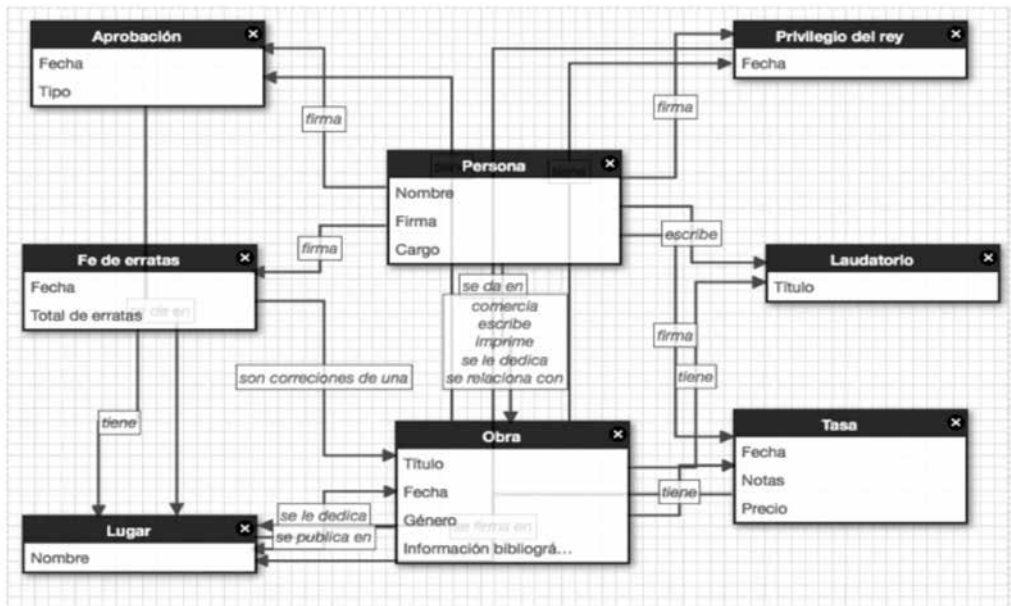 Aprobación
Fecha
Tipo
Privilegio del rey
Fecha
firma
firma
Persona
Nombre
Firma
Cargo
escribe
firma
Fe de erratas
Fecha
Total de erratas
Laudatorio
Título
se da en
comercia
escribe
imprime
se le dedica
se relaciona con
firma
son correciones de una
tiene
tiene
Obra
Título
Fecha
Género
Información bibliográ...
Tasa
Fecha
Notas
Precio
tiene
se le dedica
se publica en
se firma en
Lugar
Nombre